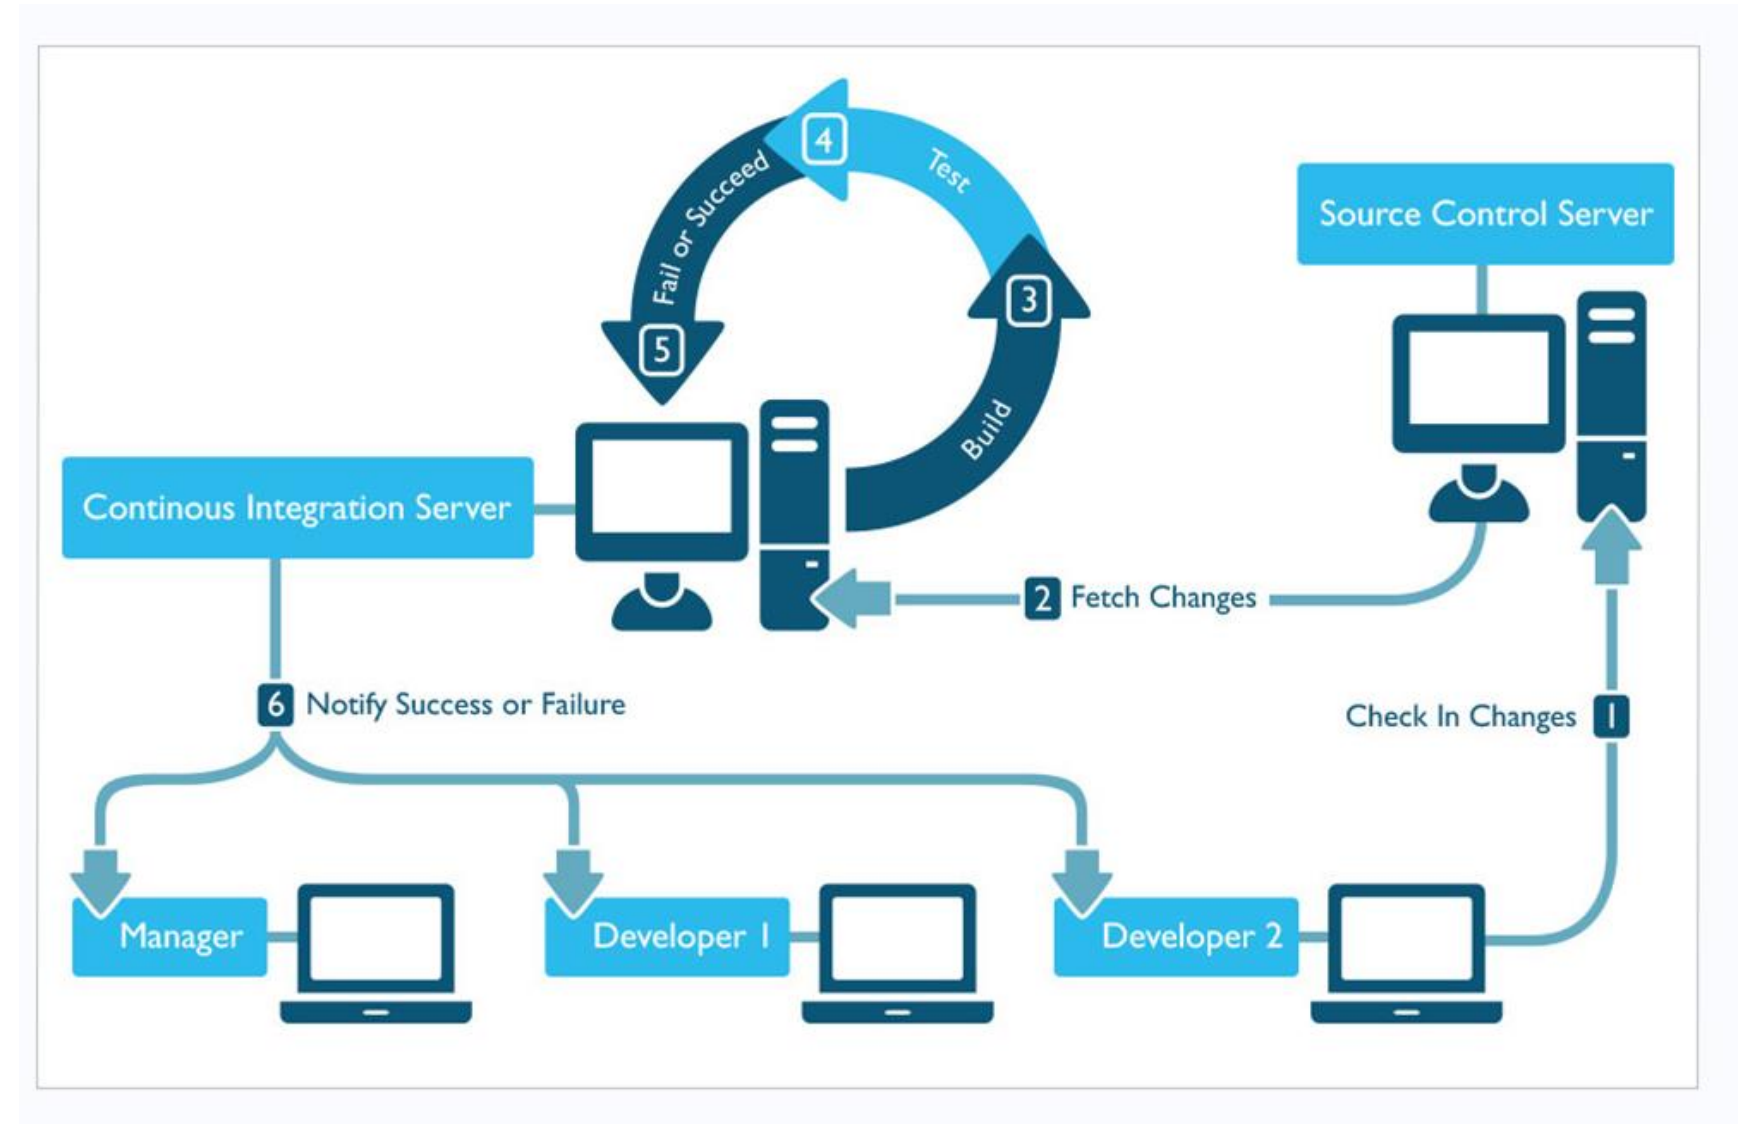 4
Test
Fail or Succeed
3
5
Build
Source Control Server
Continous Integration Server
2 Fetch Changes
6 Notify Success or Failure
Check In Changes 1
Manager
Developer 1
Developer 2